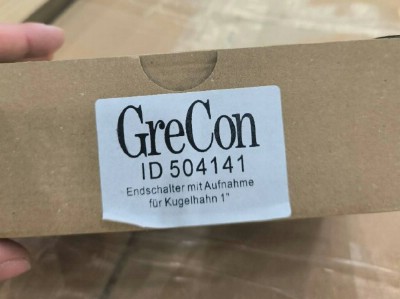 GreCon
ID 504141
Endschalter mit Aufnahme
für Kugelhahn 1"